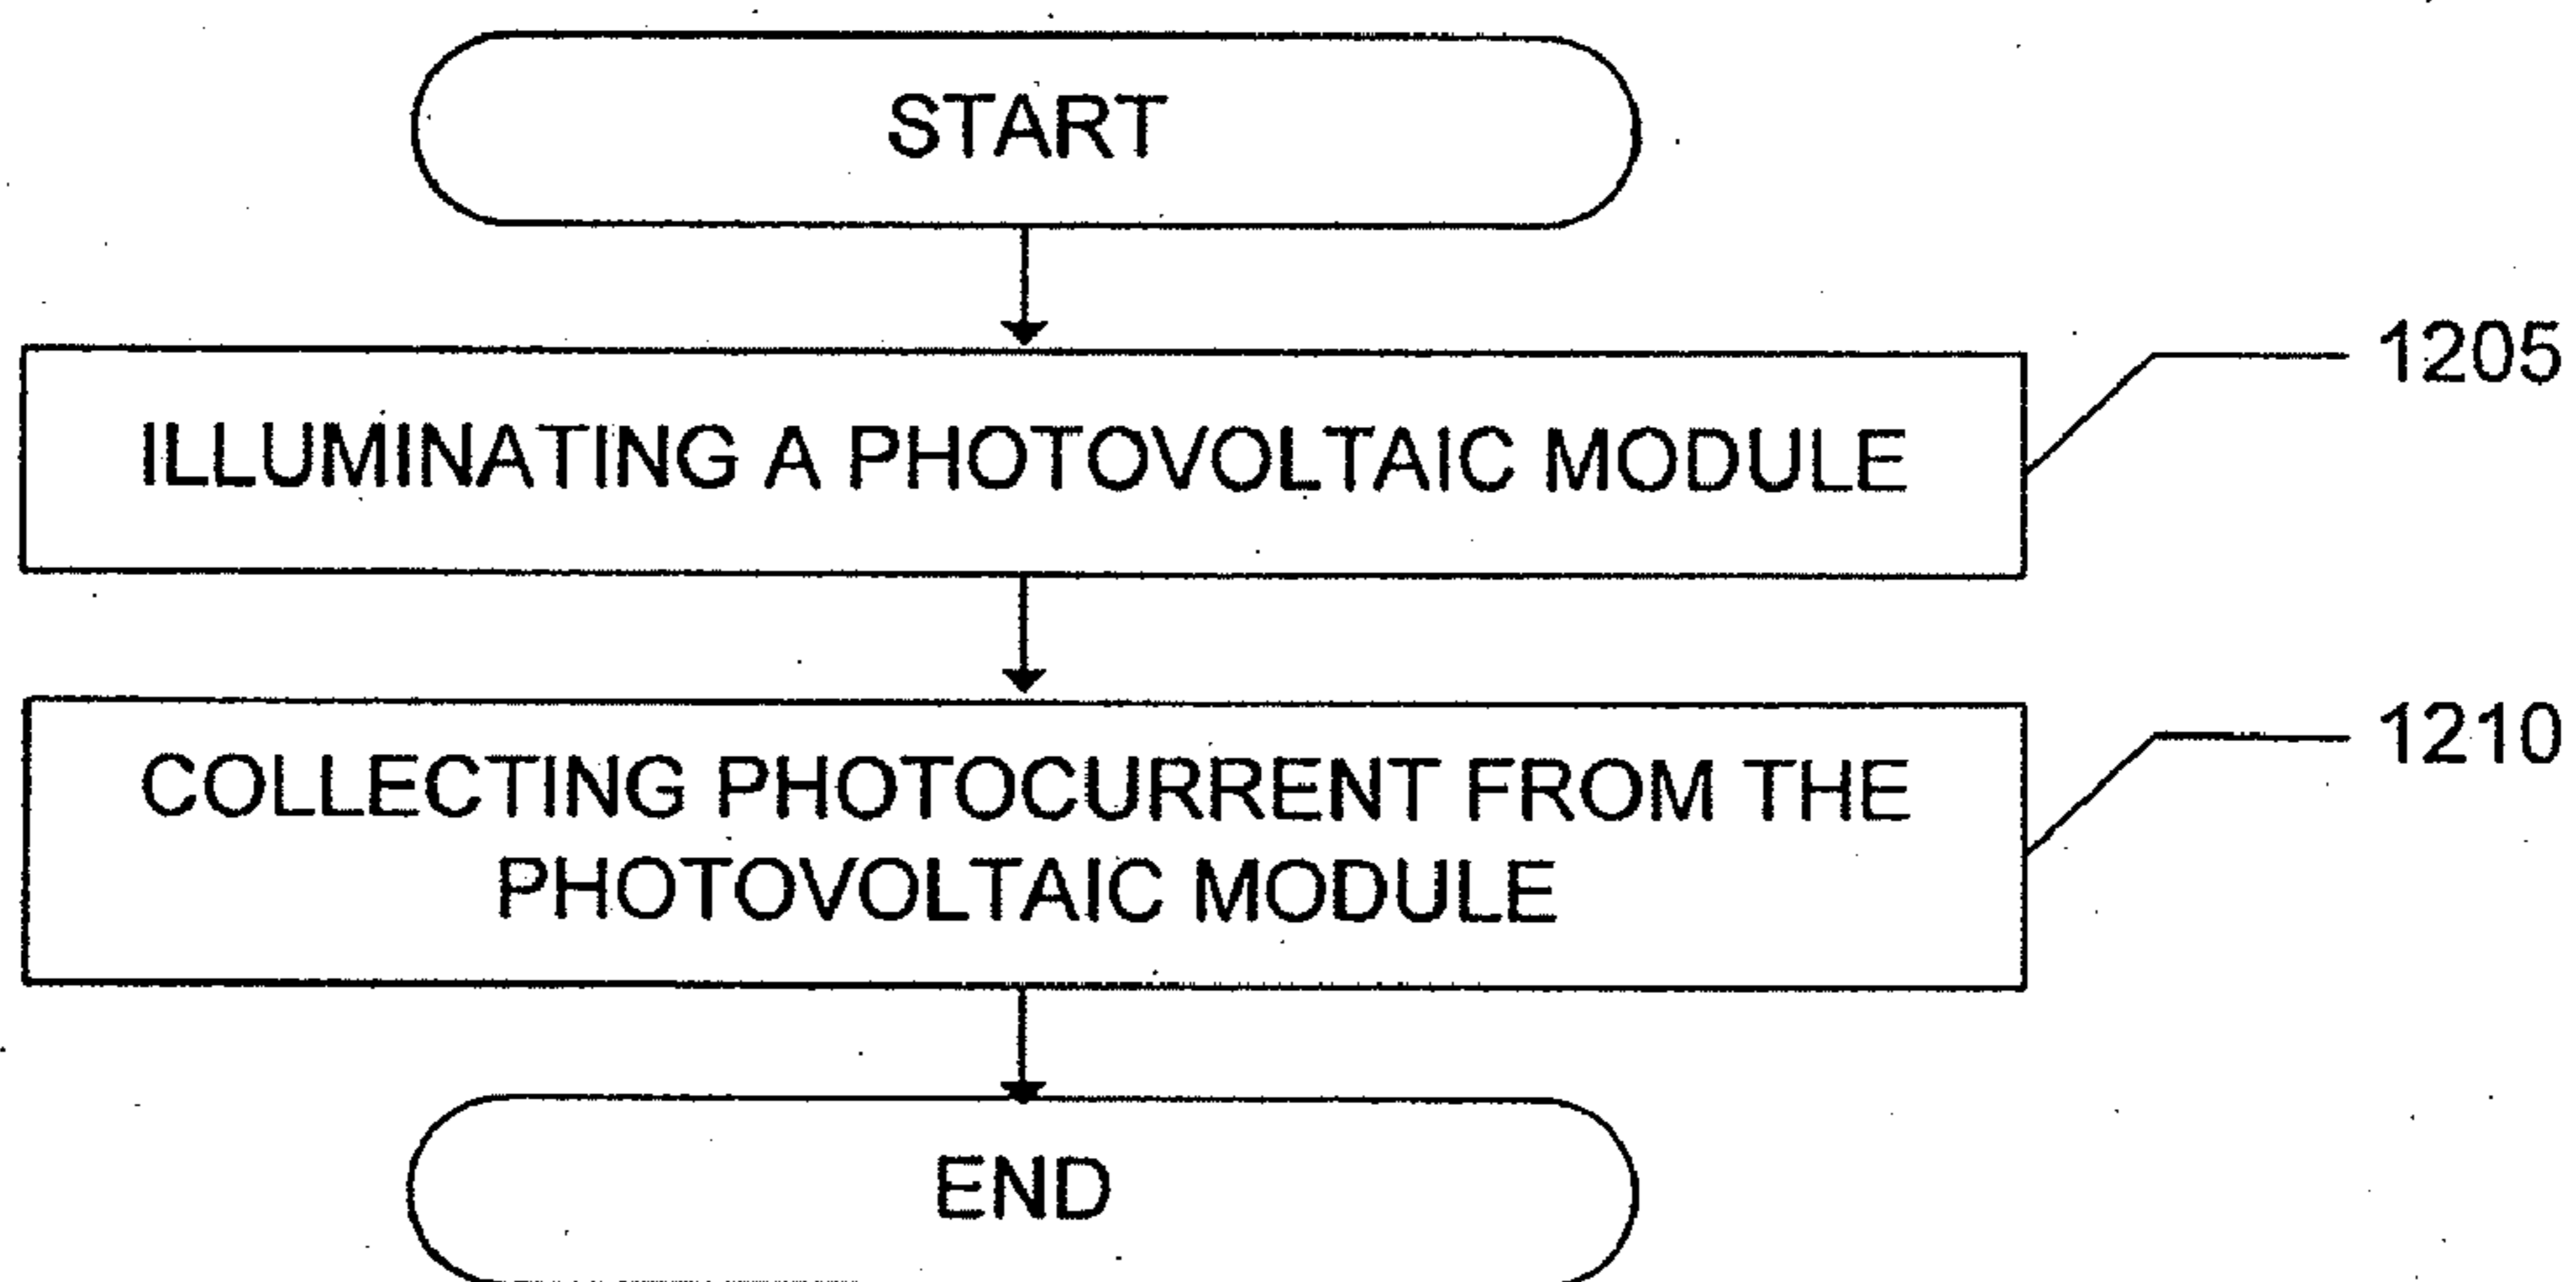 START
1205
ILLUMINATING A PHOTOVOLTAIC MODULE
1210
COLLECTING PHOTOCURRENT FROM THE
PHOTOVOLTAIC MODULE
END